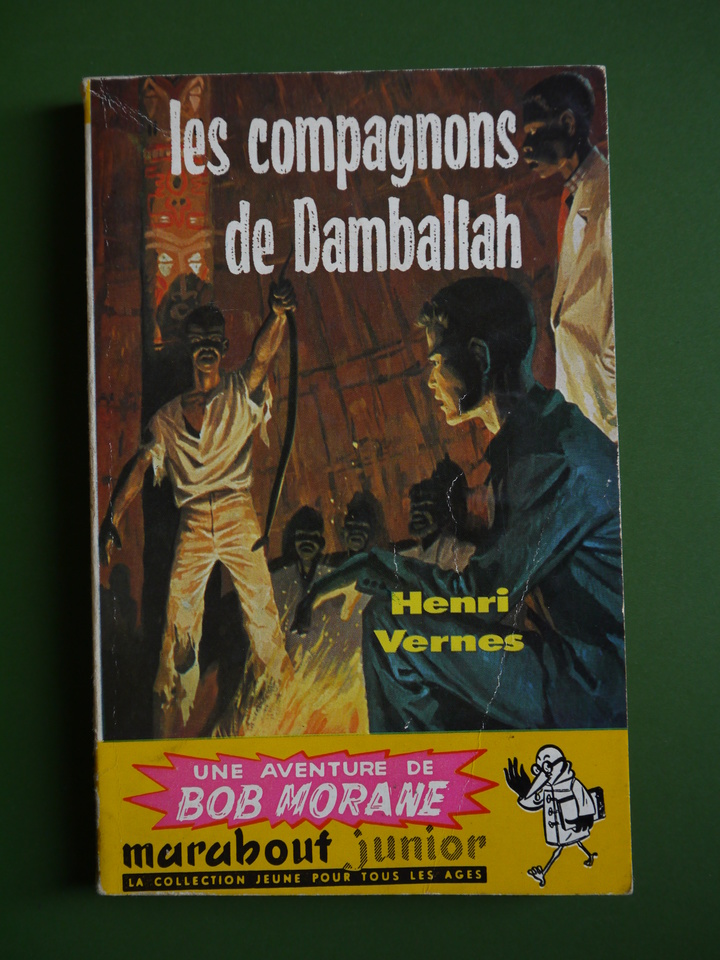 les compagnons
de Damballah
Henri
Vernes
UNE AVENTURE DE
BOB MORANE
marabout junior
LA COLLECTION JEUNE POUR TOUS LES AGES